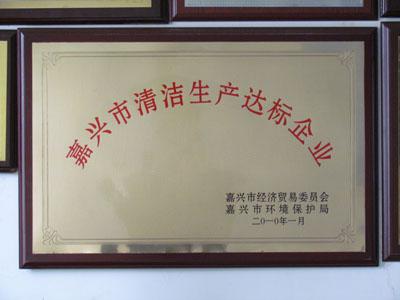 嘉兴市清洁生产达标企业
嘉兴市经济贸易委员会
嘉兴市环境保护局
二〇一〇年一月